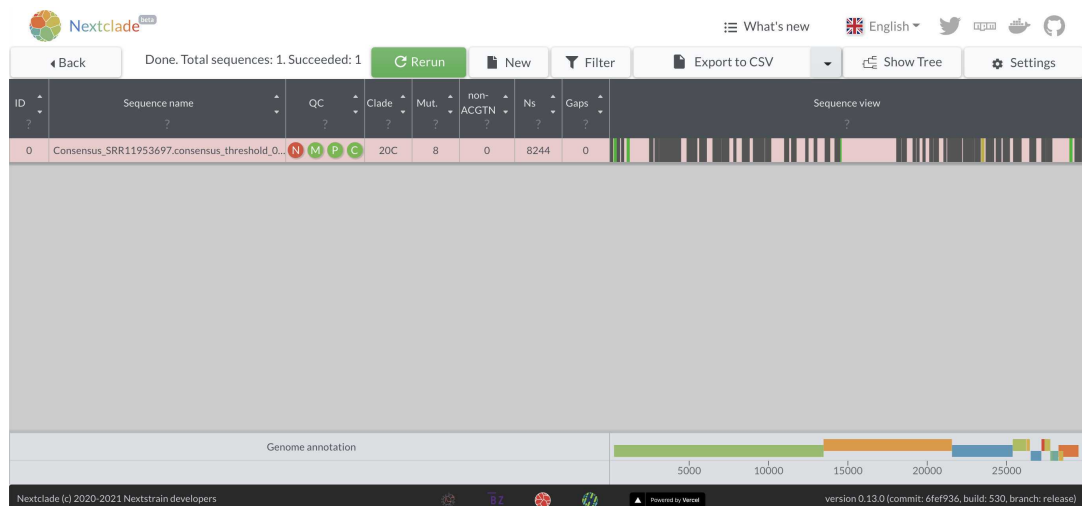 Nextclade beta
What's new
English
npm
Back
Done. Total sequences: 1. Succeeded: 1
Rerun
New
Filter
Export to CSV
Show Tree
Settings
ID
?
Sequence name
?
QC
?
Clade
?
Mut.
?
non-
ACGTN
?
Ns
?
Gaps
?
Sequence view
?
0 Consensus_SRR11953697.consensus_threshold_0... N M P C 20C 8 0 8244 0
Genome annotation
5000 10000 15000 20000 25000
Nextclade (c) 2020-2021 Nextstrain developers
BZ
Powered by Vercel
version 0.13.0 (commit: 6fef936, build: 530, branch: release)